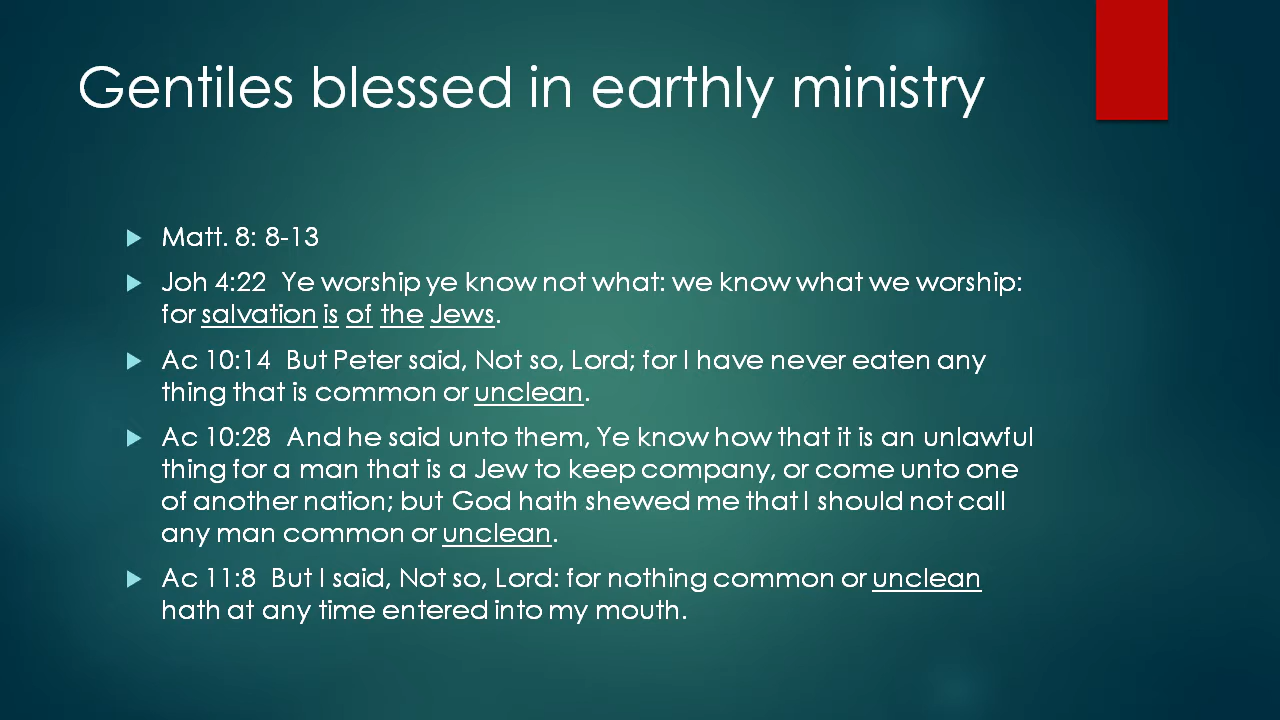 Gentiles blessed in earthly ministry
Matt. 8: 8-13
Joh 4:22  Ye worship ye know not what: we know what we worship:
for salvation is of the Jews.
Ac 10:14  But Peter said, Not so, Lord; for I have never eaten any
thing that is common or unclean.
Ac 10:28  And he said unto them, Ye know how that it is an unlawful
thing for a man that is a Jew to keep company, or come unto one
of another nation; but God hath shewed me that I should not call
any man common or unclean.
Ac 11:8  But I said, Not so, Lord: for nothing common or unclean
hath at any time entered into my mouth.